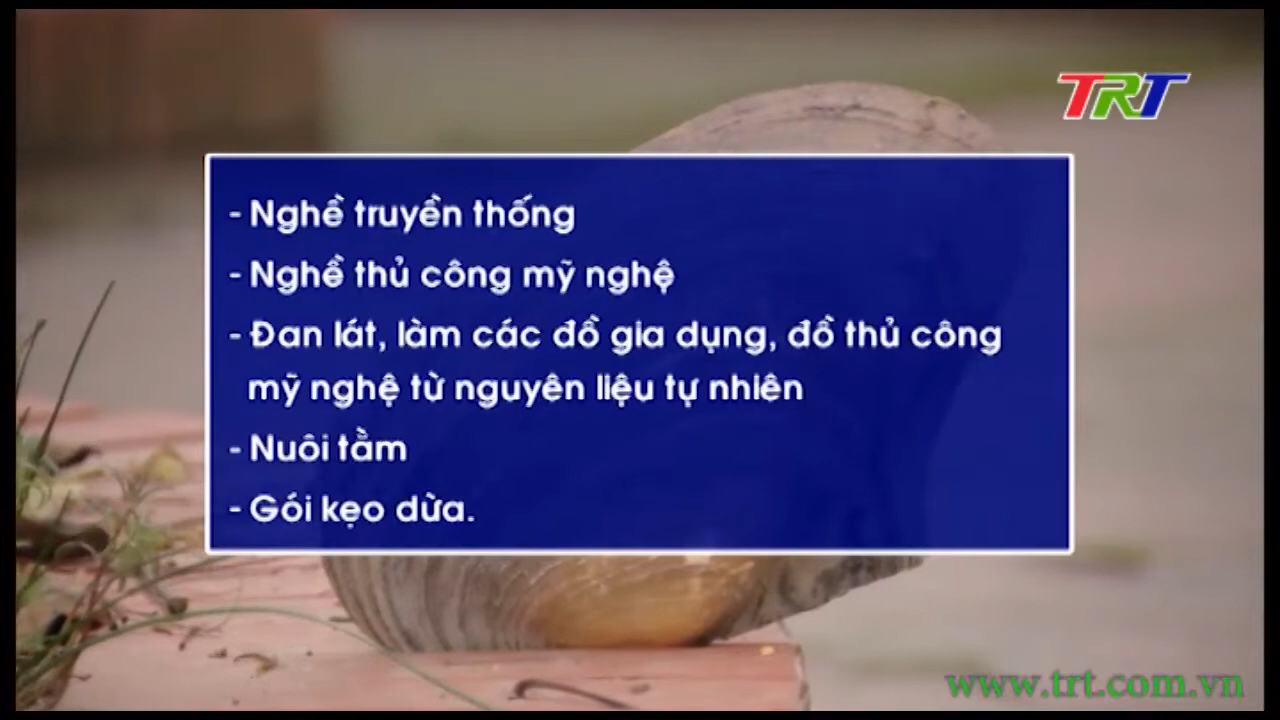 TRT
- Nghề truyền thống
- Nghề thủ công mỹ nghệ
- Đan lát, làm các đồ gia dụng, đồ thủ công
mỹ nghệ từ nguyên liệu tự nhiên
- Nuôi tằm
- Gói kẹo dừa.
www.trt.com.vn